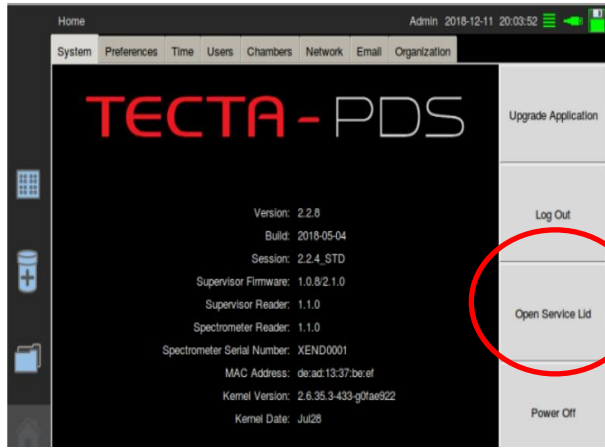 Home Admin 2018-12-11 20:03:52
System Preferences Time Users Chambers Network Email Organization
TECTA-PDS
Version: 2.2.8
Build: 2018-05-04
Session: 2.2.4_STD
Supervisor Firmware: 1.0.8/2.1.0
Supervisor Reader: 1.1.0
Spectrometer Reader: 1.1.0
Spectrometer Serial Number: XEND0001
MAC Address: de:ad:13:37:be:ef
Kernel Version: 2.6.35.3-433-g0fae922
Kernel Date: Jul28
Upgrade Application
Log Out
Open Service Lid
Power Off